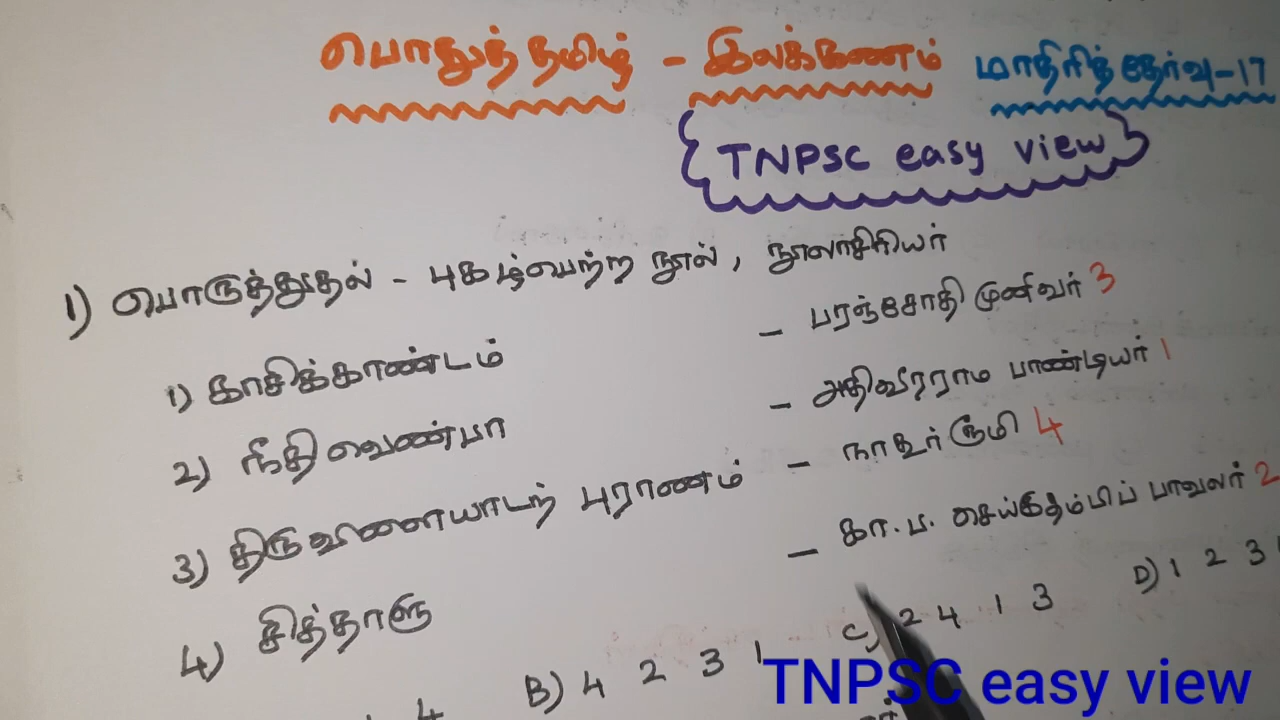 பொதுத்தமிழ் - இலக்கணம் மாதிரித்தேர்வு-17
TNPSC easy view
1) பொருத்துதல் - புகழ்பெற்ற நூல், நூலாசிரியர்
1) காசிக்காண்டம் - பரஞ்சோதி முனிவர் 3
2) நீதி வெண்பா - அதிவீரராம பாண்டியர் 1
3) திருவிளையாடற் புராணம் - நாகூர் ரூமி 4
4) சித்தாளு - கா.ப. செய்குதம்பிப் பாவலர் 2
4 B) 4 2 3 1 C) 2 4 1 3 D) 1 2 3
TNPSC easy view